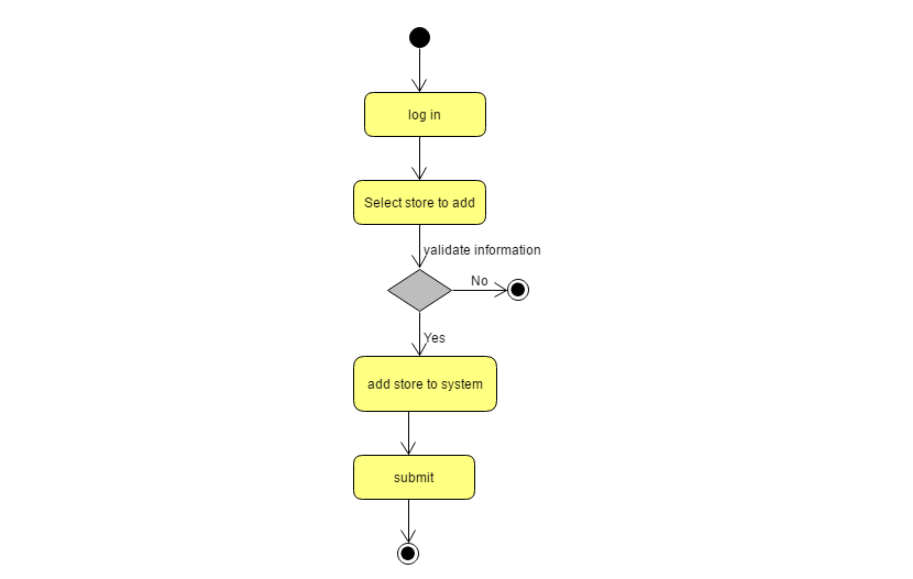 log in
Select store to add
validate information
No
Yes
add store to system
submit